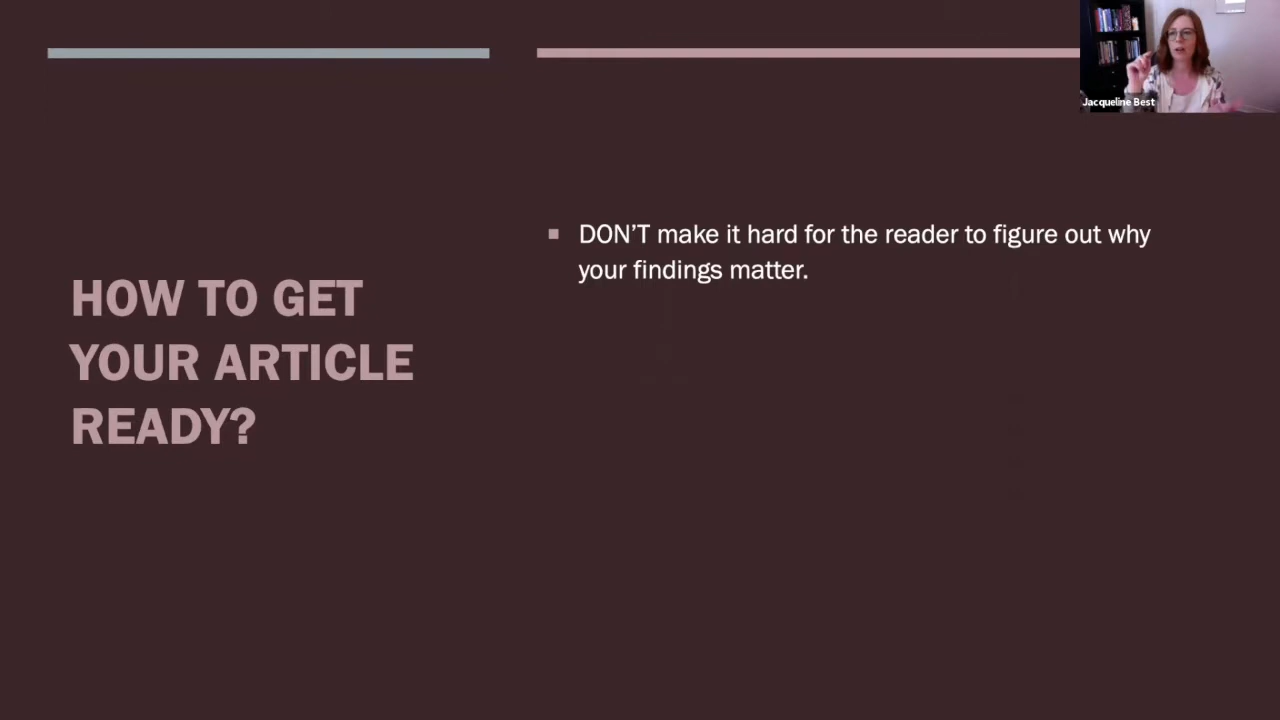 Jacqueline Best
HOW TO GET
YOUR ARTICLE
READY?
DON'T make it hard for the reader to figure out why
your findings matter.